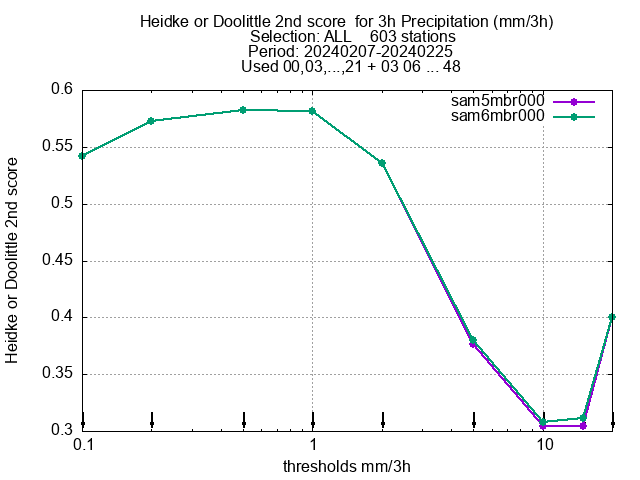 Heidke or Doolittle 2nd score  for 3h Precipitation (mm/3h)
Selection: ALL    603 stations
Period: 20240207-20240225
Used 00,03,...,21 + 03 06 ... 48
sam5mbr000
sam6mbr000
Heidke or Doolittle 2nd score
0.6
0.55
0.5
0.45
0.4
0.35
0.3
0.1 1 10
thresholds mm/3h